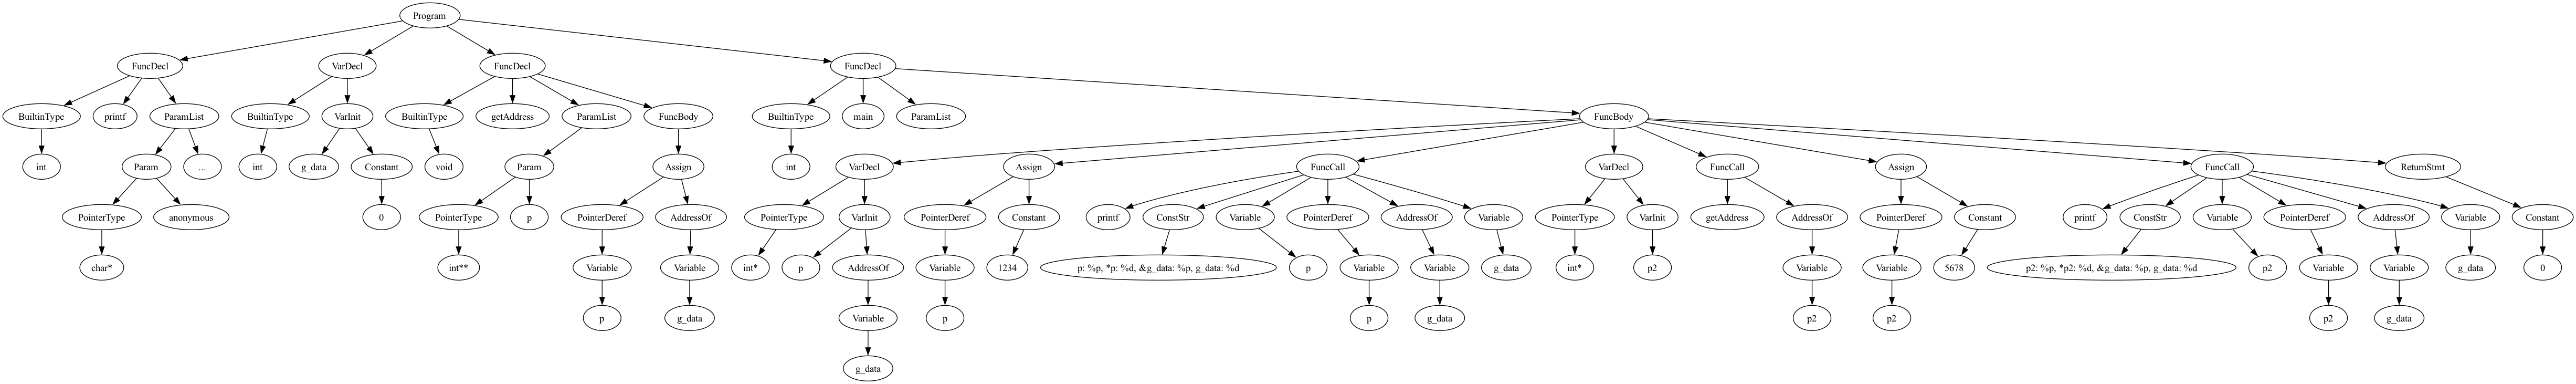 Program
FuncDecl VarDecl FuncDecl FuncDecl
BuiltinType printf ParamList BuiltinType VarInit BuiltinType getAddress ParamList FuncBody BuiltinType main ParamList FuncBody
int Param ... int g_data Constant void Param Assign int VarDecl Assign FuncCall VarDecl FuncCall Assign FuncCall ReturnStmt
PointerType anonymous 0 PointerType p PointerDeref AddressOf PointerType VarInit PointerDeref Constant printf ConstStr Variable PointerDeref AddressOf Variable PointerType VarInit getAddress AddressOf PointerDeref Constant printf ConstStr Variable PointerDeref AddressOf Variable Constant
char* int** Variable Variable int* p AddressOf Variable 1234 p: %p, *p: %d, &g_data: %p, g_data: %d p Variable Variable g_data int* p2 Variable Variable 5678 p2: %p, *p2: %d, &g_data: %p, g_data: %d p2 Variable Variable g_data 0
p g_data Variable p p g_data p2 p2 p2 g_data
g_data